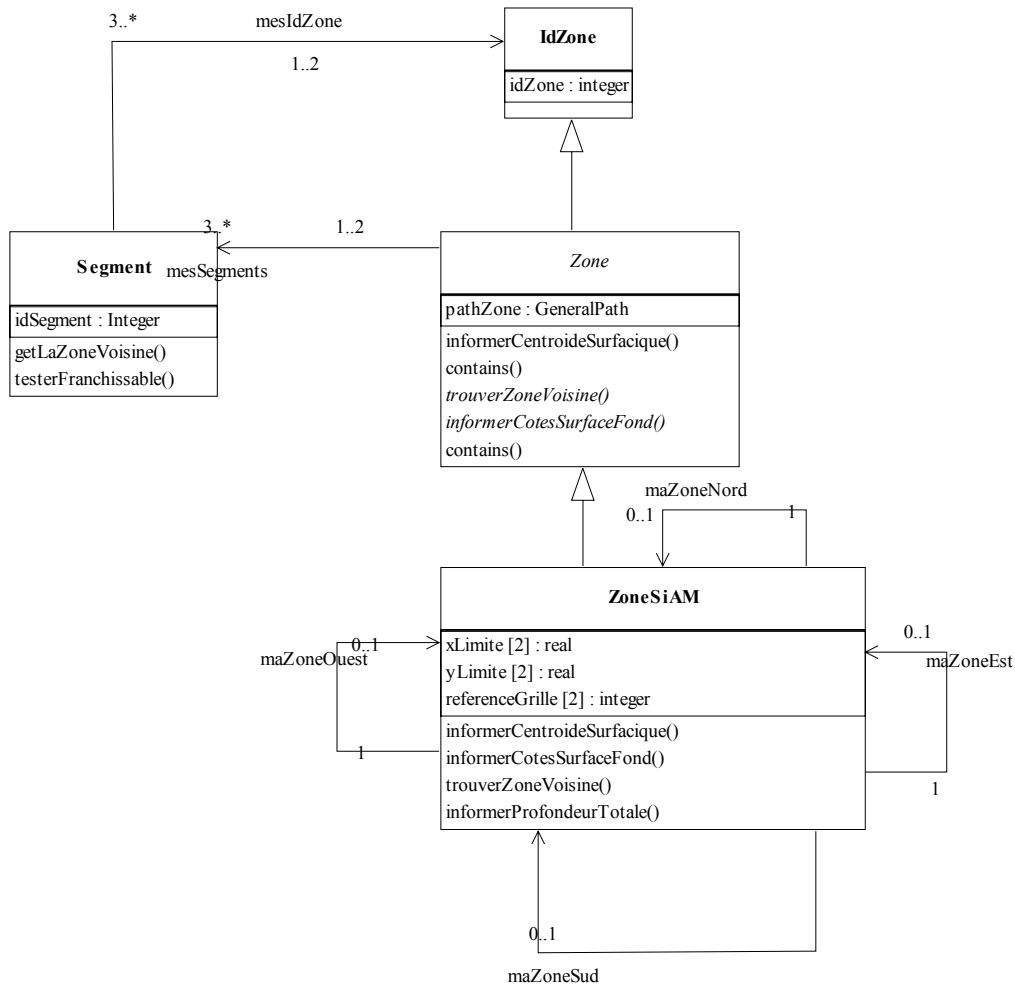 3..*
mesIdZone
1..2
IdZone
idZone : integer
3..*
1..2
mesSegments
Segment
idSegment : Integer
getLaZoneVoisine()
testerFranchissable()
Zone
pathZone : GeneralPath
informerCentroideSurfacique()
contains()
trouverZoneVoisine()
informerCotesSurfaceFond()
contains()
maZoneNord
0..1
1
ZoneSiAM
xLimite [2] : real
yLimite [2] : real
referenceGrille [2] : integer
informerCentroideSurfacique()
informerCotesSurfaceFond()
trouverZoneVoisine()
informerProfondeurTotale()
0..1
maZoneOuest
1
0..1
maZoneEst
1
0..1
maZoneSud